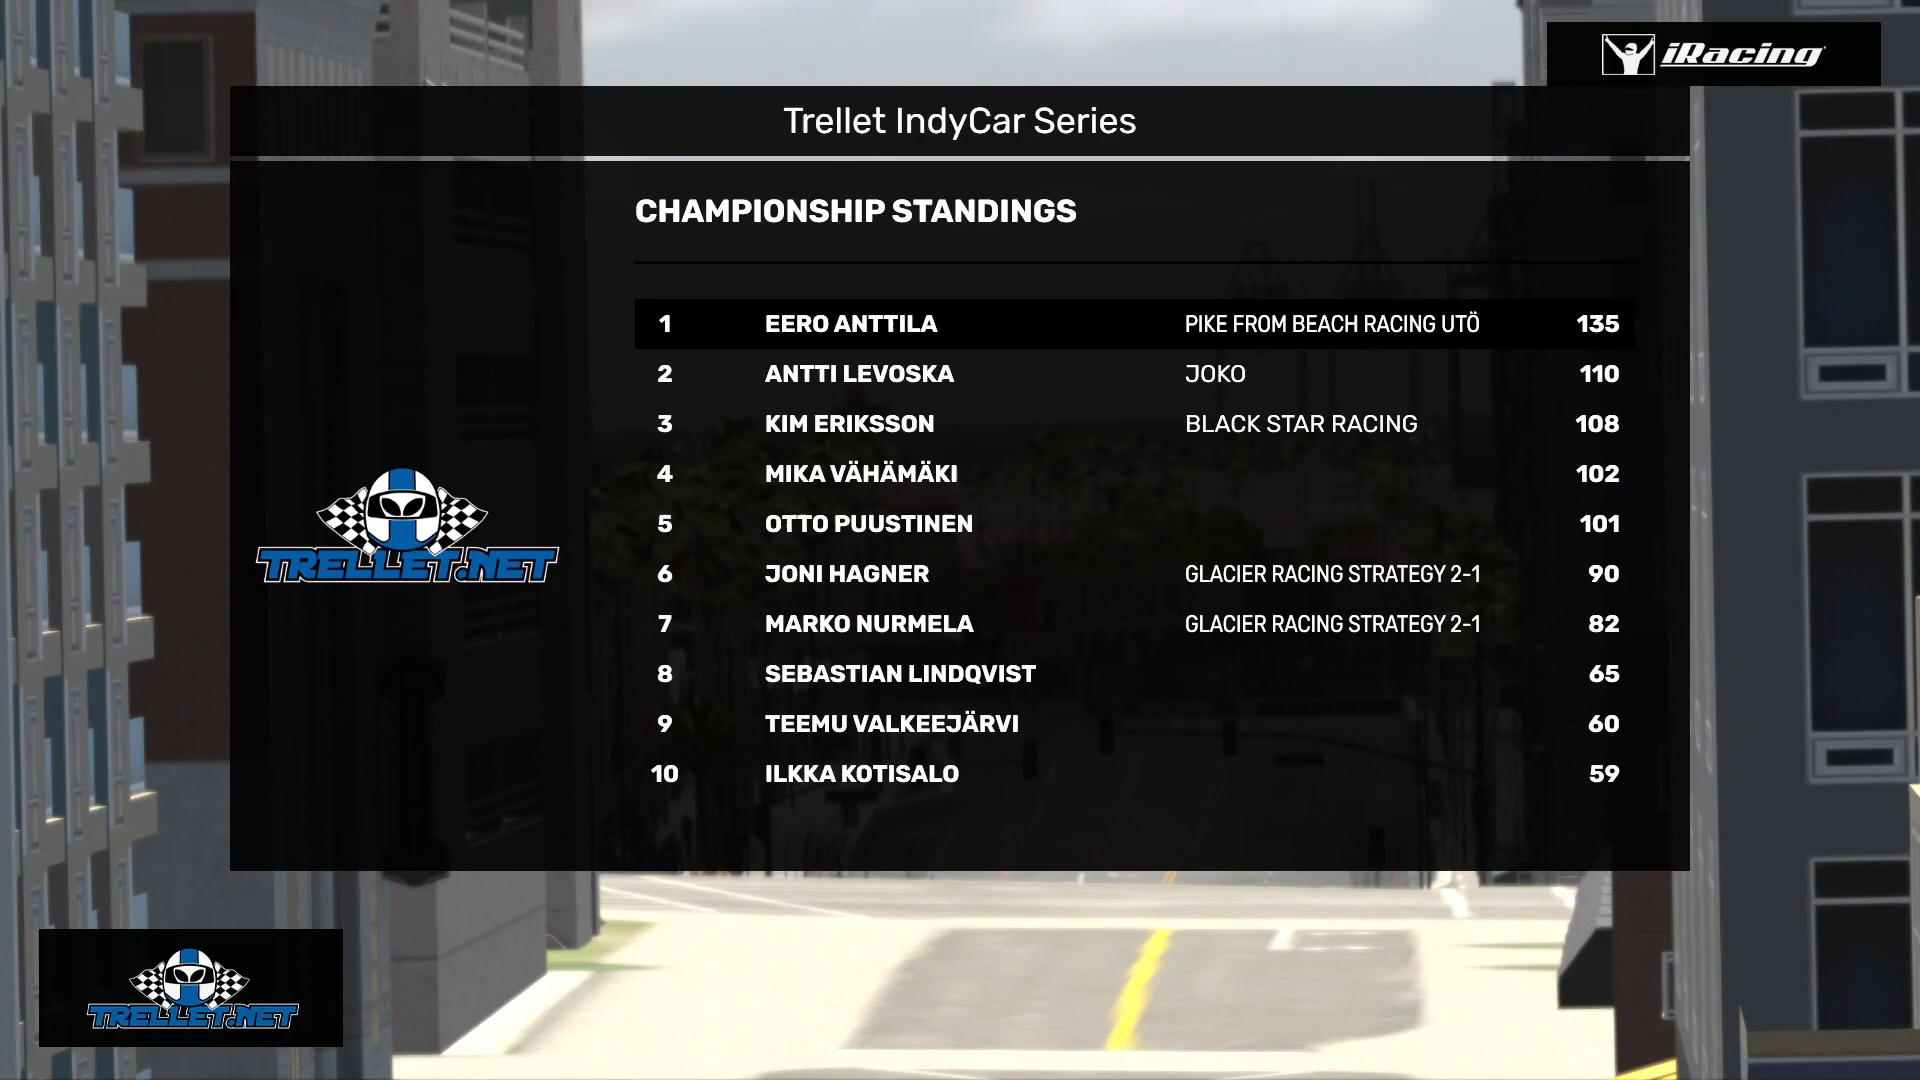 iRacing
Trellet IndyCar Series
CHAMPIONSHIP STANDINGS
1 EERO ANTTILA PIKE FROM BEACH RACING UTÖ 135
2 ANTTI LEVOSKA JOKO 110
3 KIM ERIKSSON BLACK STAR RACING 108
4 MIKA VÄHÄMÄKI 102
5 OTTO PUUSTINEN 101
6 JONI HAGNER GLACIER RACING STRATEGY 2-1 90
7 MARKO NURMELA GLACIER RACING STRATEGY 2-1 82
8 SEBASTIAN LINDQVIST 65
9 TEEMU VALKEEJÄRVI 60
10 ILKKA KOTISALO 59
TRELLET.NET
TRELLET.NET